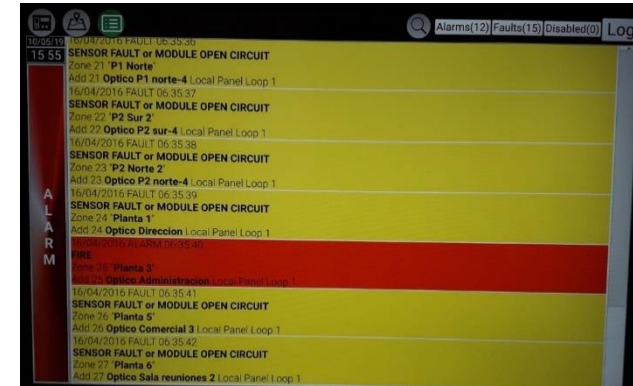 Alarms(12) Faults(15) Disabled(0) Log
10/05/19
15 55
ALARM
16/04/2016 FAULT 06:35:36
SENSOR FAULT or MODULE OPEN CIRCUIT
Zone 21 'P1 Norte'
Add 21 Optico P1 norte-4 Local Panel Loop 1
16/04/2016 FAULT 06:35:37
SENSOR FAULT or MODULE OPEN CIRCUIT
Zone 22 'P2 Sur 2'
Add 22 Optico P2 sur-4 Local Panel Loop 1
16/04/2016 FAULT 06:35:38
SENSOR FAULT or MODULE OPEN CIRCUIT
Zone 23 'P2 Norte 2'
Add 23 Optico P2 norte-4 Local Panel Loop 1
16/04/2016 FAULT 06:35:39
SENSOR FAULT or MODULE OPEN CIRCUIT
Zone 24 'Planta 1'
Add 24 Optico Direccion Local Panel Loop 1
16/04/2016 ALARM 06:35:40
FIRE
Zone 25 'Planta 3'
Add 25 Optico Administracion Local Panel Loop 1
16/04/2016 FAULT 06:35:41
SENSOR FAULT or MODULE OPEN CIRCUIT
Zone 26 'Planta 5'
Add 26 Optico Comercial 3 Local Panel Loop 1
16/04/2016 FAULT 06:35:42
SENSOR FAULT or MODULE OPEN CIRCUIT
Zone 27 'Planta 6'
Add 27 Optico Sala reuniones 2 Local Panel Loop 1